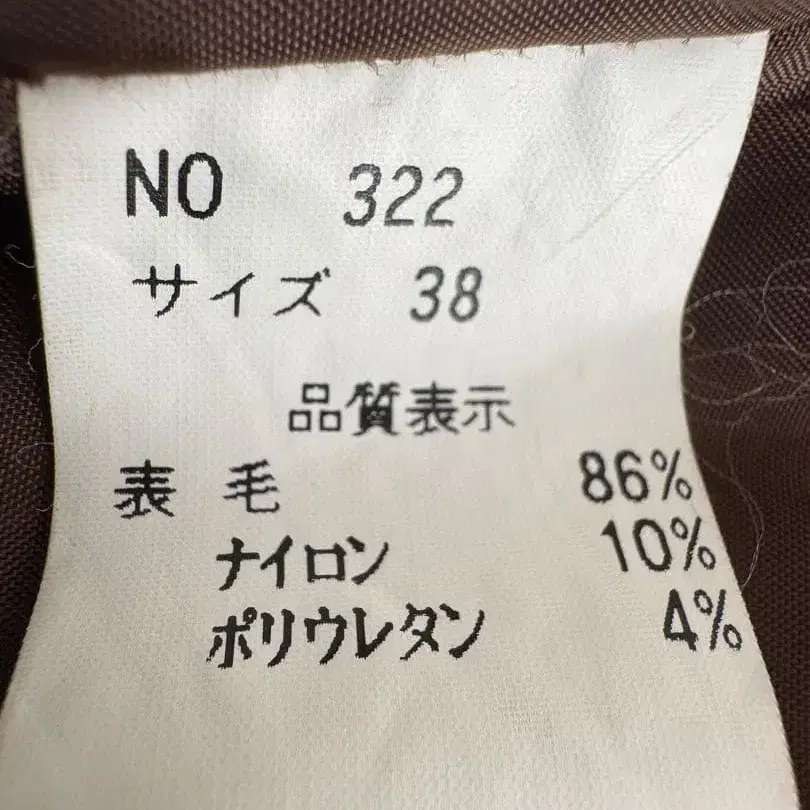 NO 322
サイズ 38
品質表示
表 毛 86%
ナイロン 10%
ポリウレタン 4%